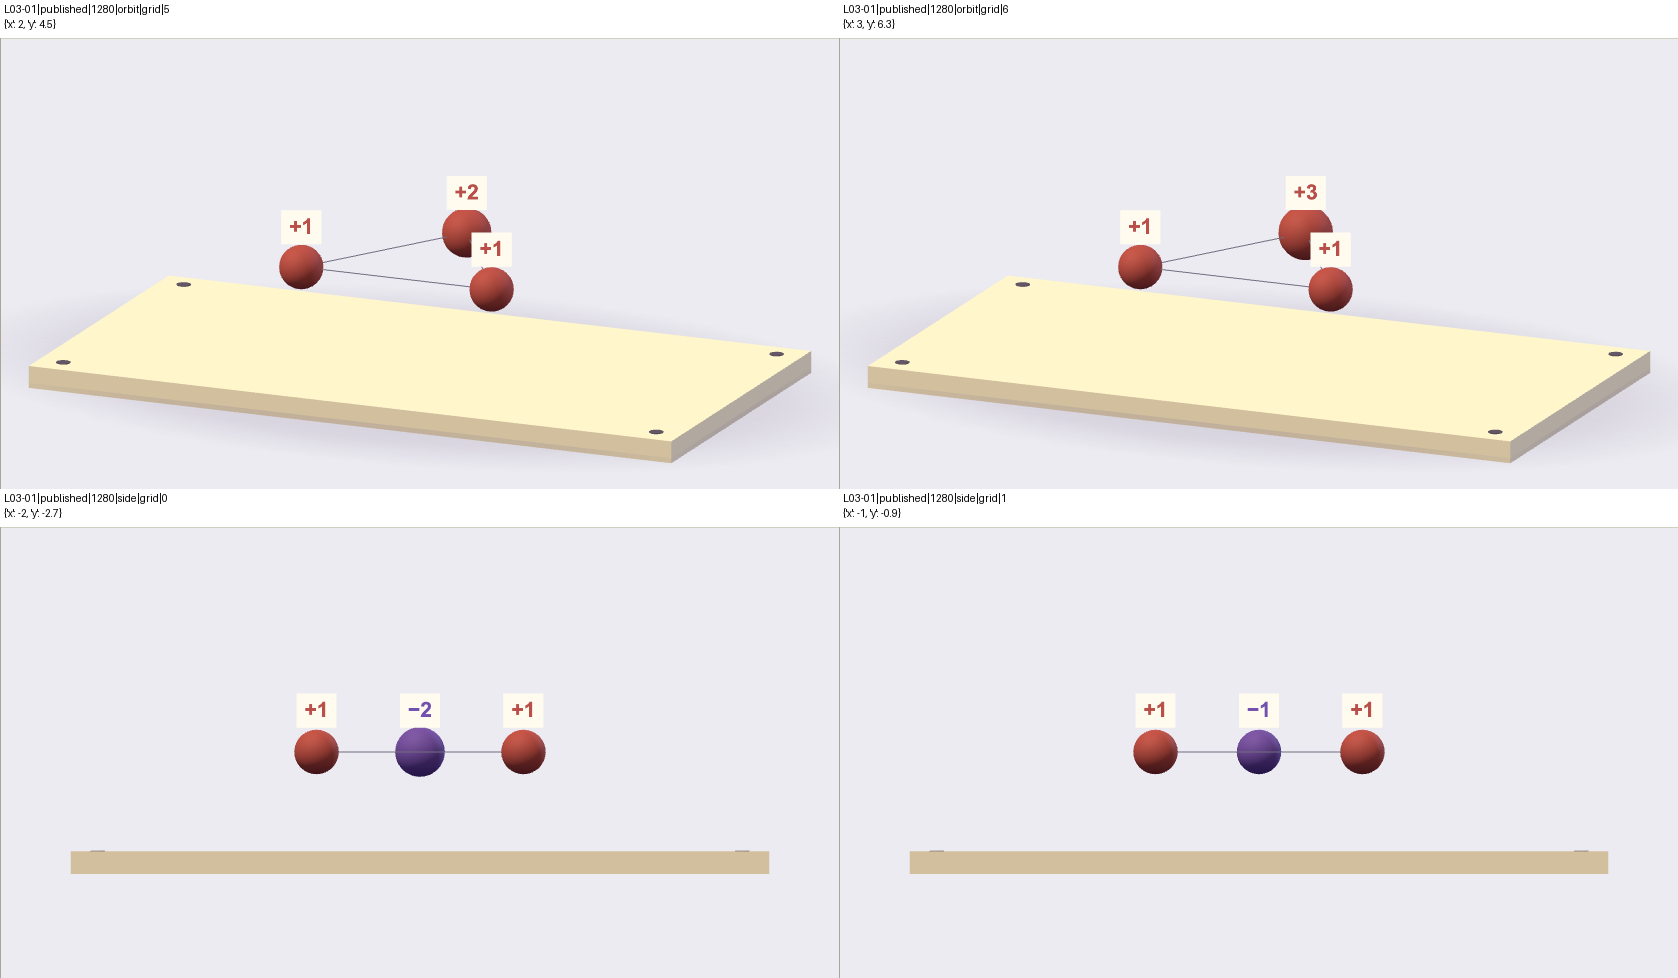 L03-01|published|1280|orbit|grid|5
{'x': 2, 'y': 4.5}
+2
+1
+1
L03-01|published|1280|orbit|grid|6
{'x': 3, 'y': 6.3}
+3
+1
+1
L03-01|published|1280|side|grid|0
{'x': -2, 'y': -2.7}
+1 −2 +1
L03-01|published|1280|side|grid|1
{'x': -1, 'y': -0.9}
+1 −1 +1